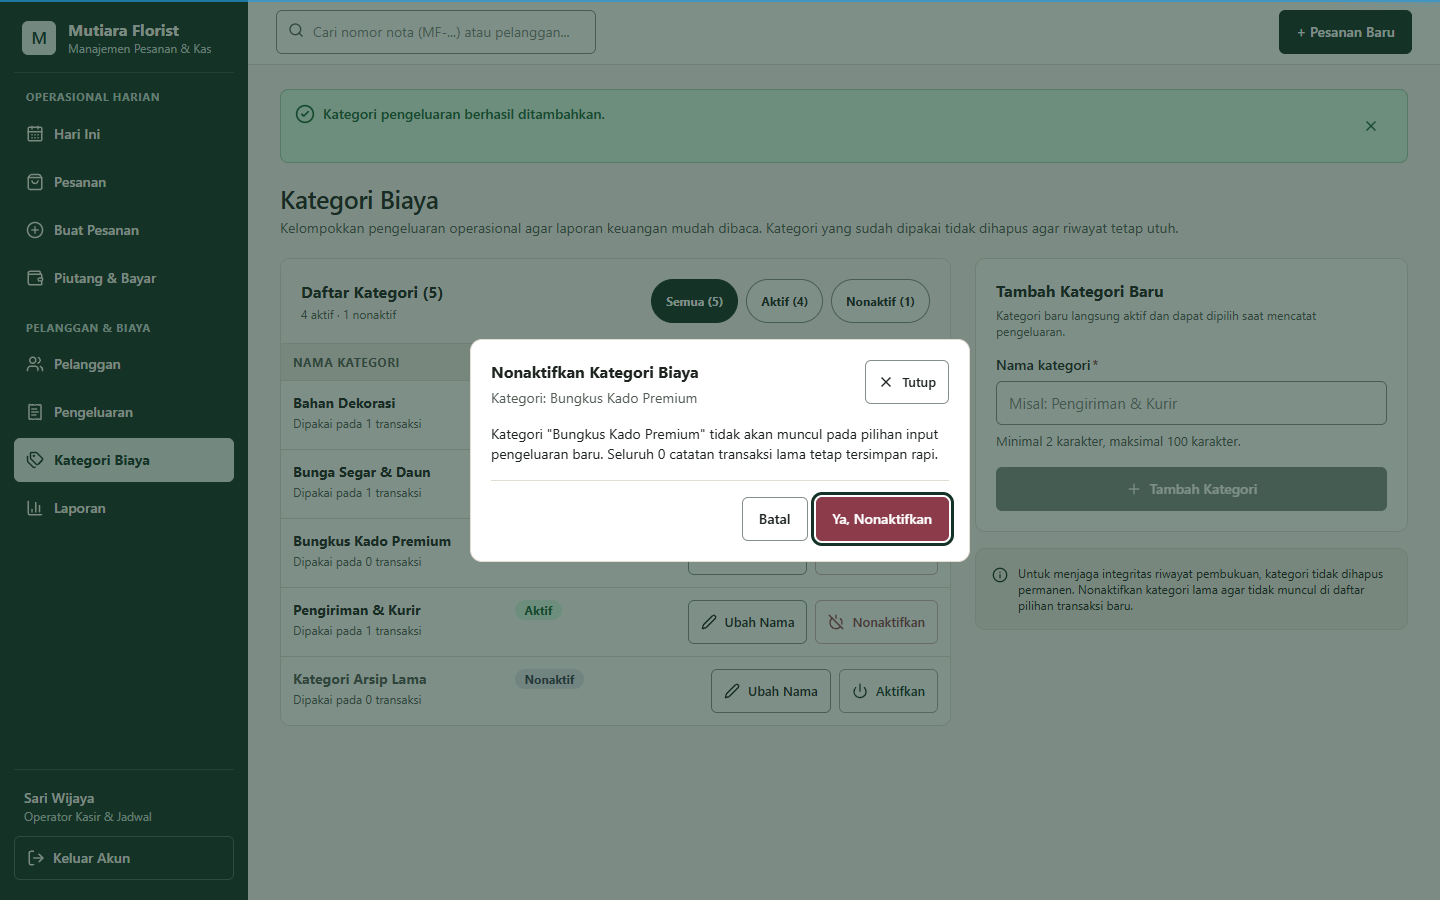 M
Mutiara Florist
Manajemen Pesanan & Kas
OPERASIONAL HARIAN
Hari Ini
Pesanan
Buat Pesanan
Piutang & Bayar
PELANGGAN & BIAYA
Pelanggan
Pengeluaran
Kategori Biaya
Laporan
Sari Wijaya
Operator Kasir & Jadwal
Keluar Akun
Cari nomor nota (MF-...) atau pelanggan...
+ Pesanan Baru
Kategori pengeluaran berhasil ditambahkan.
Kategori Biaya
Kelompokkan pengeluaran operasional agar laporan keuangan mudah dibaca. Kategori yang sudah dipakai tidak dihapus agar riwayat tetap utuh.
Daftar Kategori (5)
4 aktif · 1 nonaktif
Semua (5)
Aktif (4)
Nonaktif (1)
NAMA KATEGORI
Bahan Dekorasi
Dipakai pada 1 transaksi
Bunga Segar & Daun
Dipakai pada 1 transaksi
Bungkus Kado Premium
Dipakai pada 0 transaksi
Pengiriman & Kurir
Dipakai pada 1 transaksi
Aktif
Ubah Nama
Nonaktifkan
Kategori Arsip Lama
Dipakai pada 0 transaksi
Nonaktif
Ubah Nama
Aktifkan
Nonaktifkan Kategori Biaya
Kategori: Bungkus Kado Premium
Tutup
Kategori "Bungkus Kado Premium" tidak akan muncul pada pilihan input
pengeluaran baru. Seluruh 0 catatan transaksi lama tetap tersimpan rapi.
Batal
Ya, Nonaktifkan
Tambah Kategori Baru
Kategori baru langsung aktif dan dapat dipilih saat mencatat
pengeluaran.
Nama kategori*
Misal: Pengiriman & Kurir
Minimal 2 karakter, maksimal 100 karakter.
+ Tambah Kategori
Untuk menjaga integritas riwayat pembukuan, kategori tidak dihapus
permanen. Nonaktifkan kategori lama agar tidak muncul di daftar
pilihan transaksi baru.